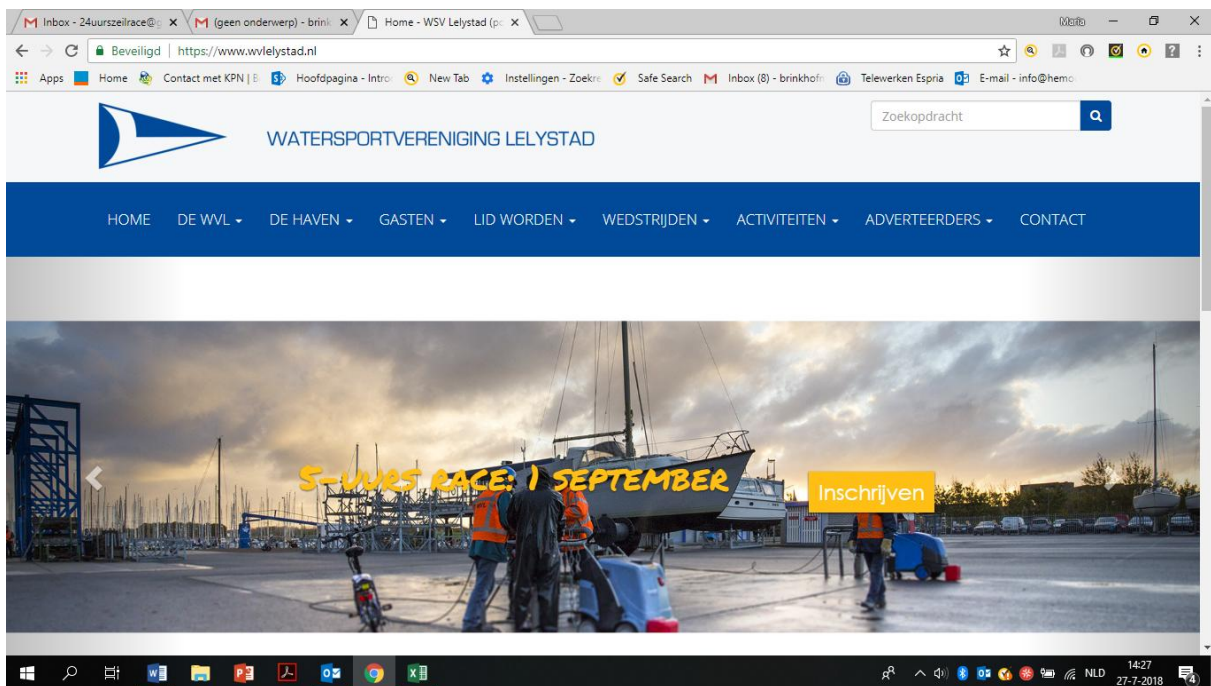 Inbox - 24uurszeilrace@g
(geen onderwerp) - brink
Home - WSV Lelystad (po
Maria
Beveiligd | https://www.wvlelystad.nl
Apps Home Contact met KPN | B Hoofdpagina - Intro New Tab Instellingen - Zoekre Safe Search Inbox (8) - brinkhofn Telewerken Espria E-mail - info@hemo
WATERSPORTVERENIGING LELYSTAD
Zoekopdracht
HOME DE WVL DE HAVEN GASTEN LID WORDEN WEDSTRIJDEN ACTIVITEITEN ADVERTEERDERS CONTACT
5-UURS RACE: 1 SEPTEMBER
Inschrijven
NLD
14:27
27-7-2018
4